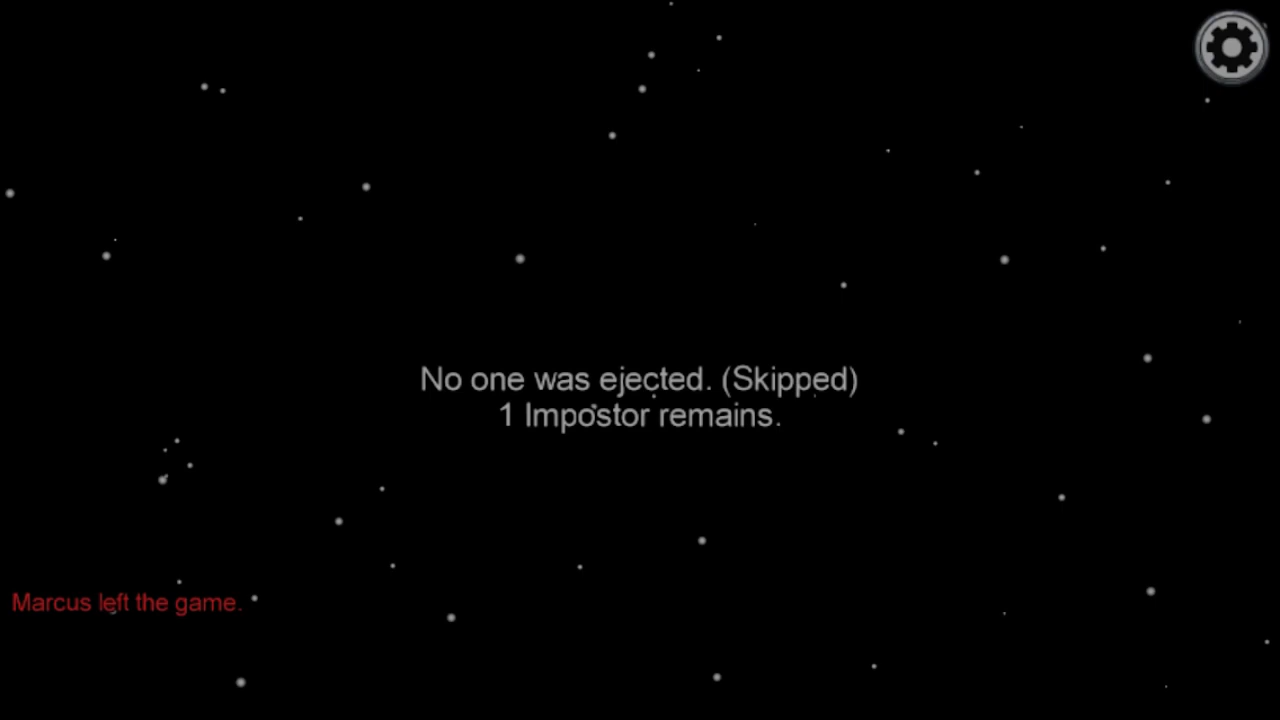 No one was ejected. (Skipped)
1 Impostor remains.
Marcus left the game.